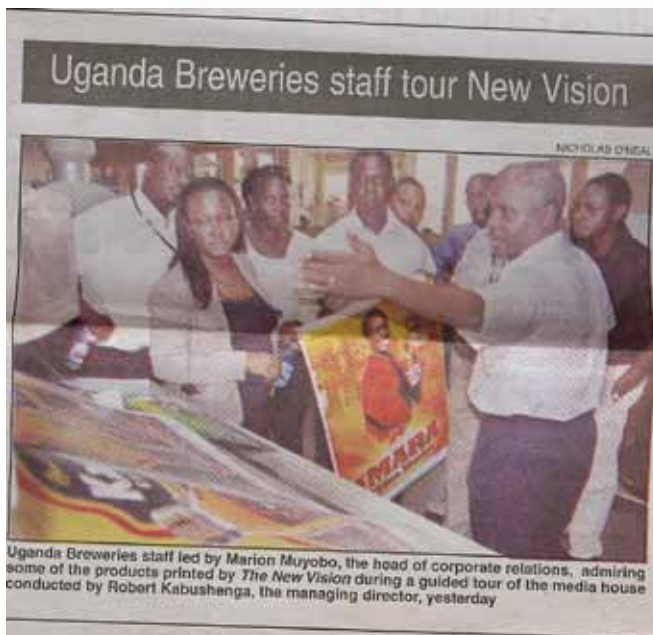 Uganda Breweries staff tour New Vision
NICHOLAS O'NEAL
Uganda Breweries staff led by Marion Muyobo, the head of corporate relations, admiring
some of the products printed by The New Vision during a guided tour of the media house
conducted by Robert Kabushenga, the managing director, yesterday